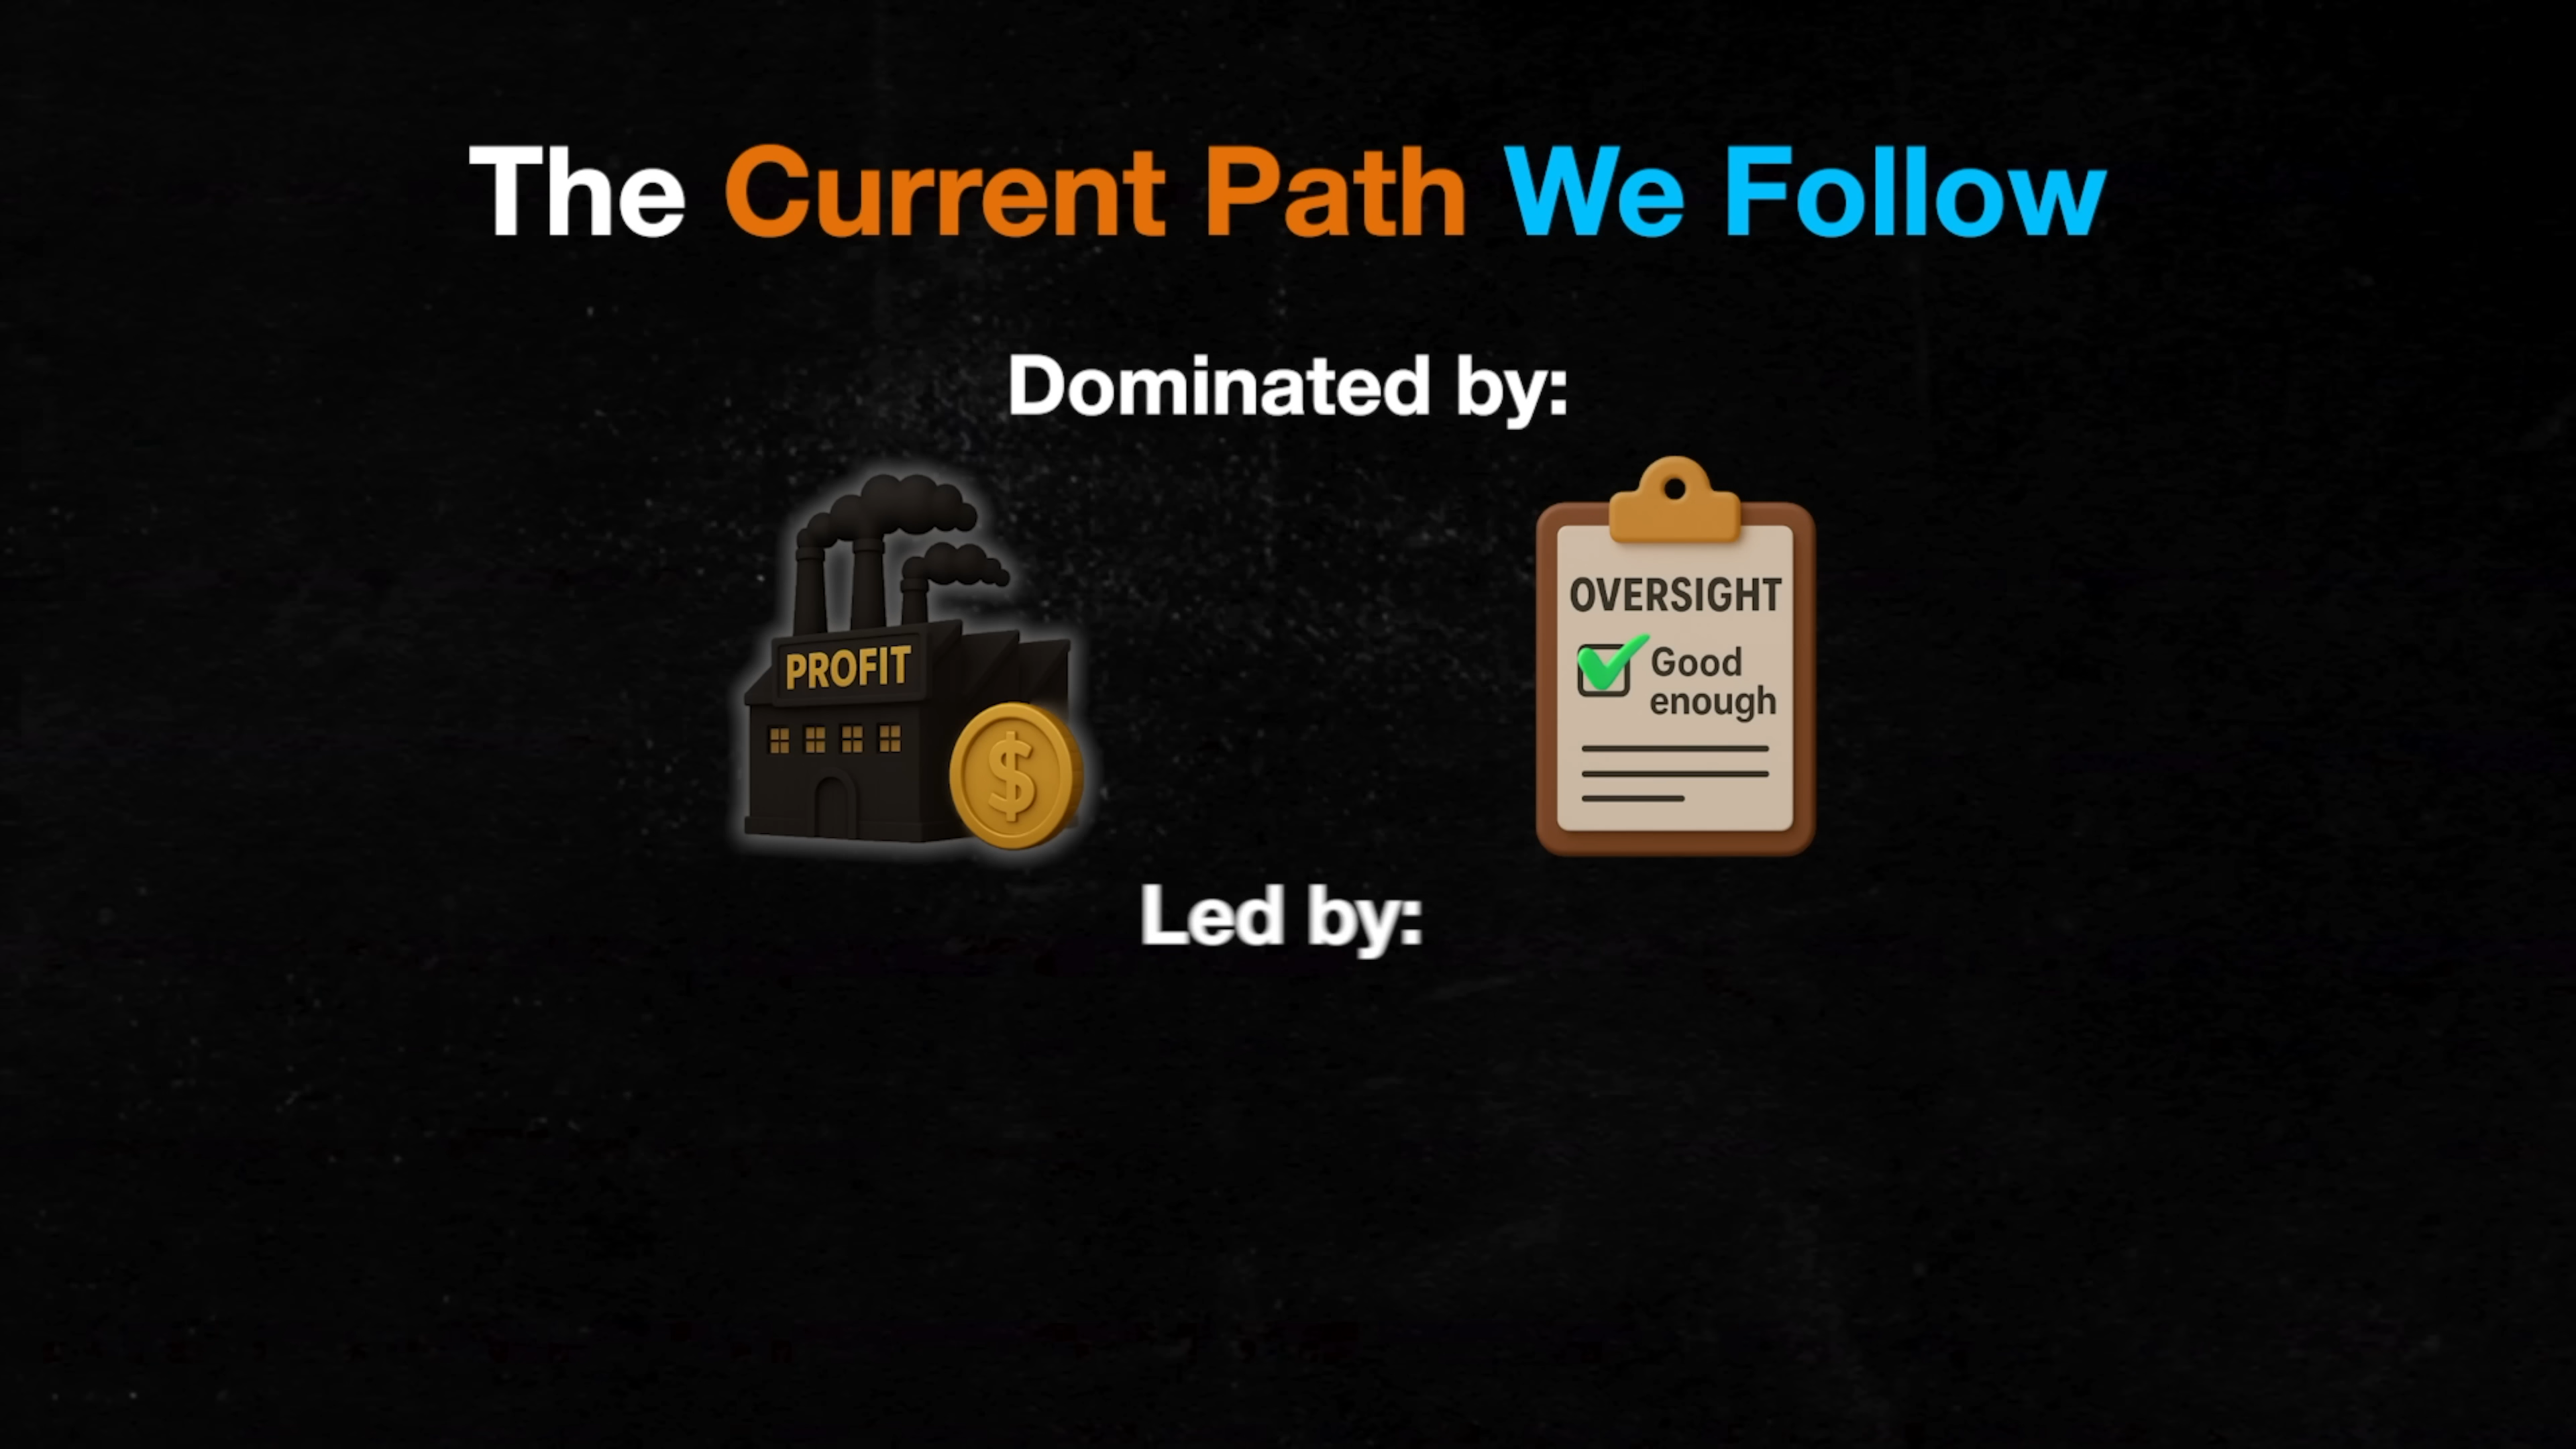 The Current Path We Follow
Dominated by:
PROFIT
$
OVERSIGHT
Good
enough
Led by: